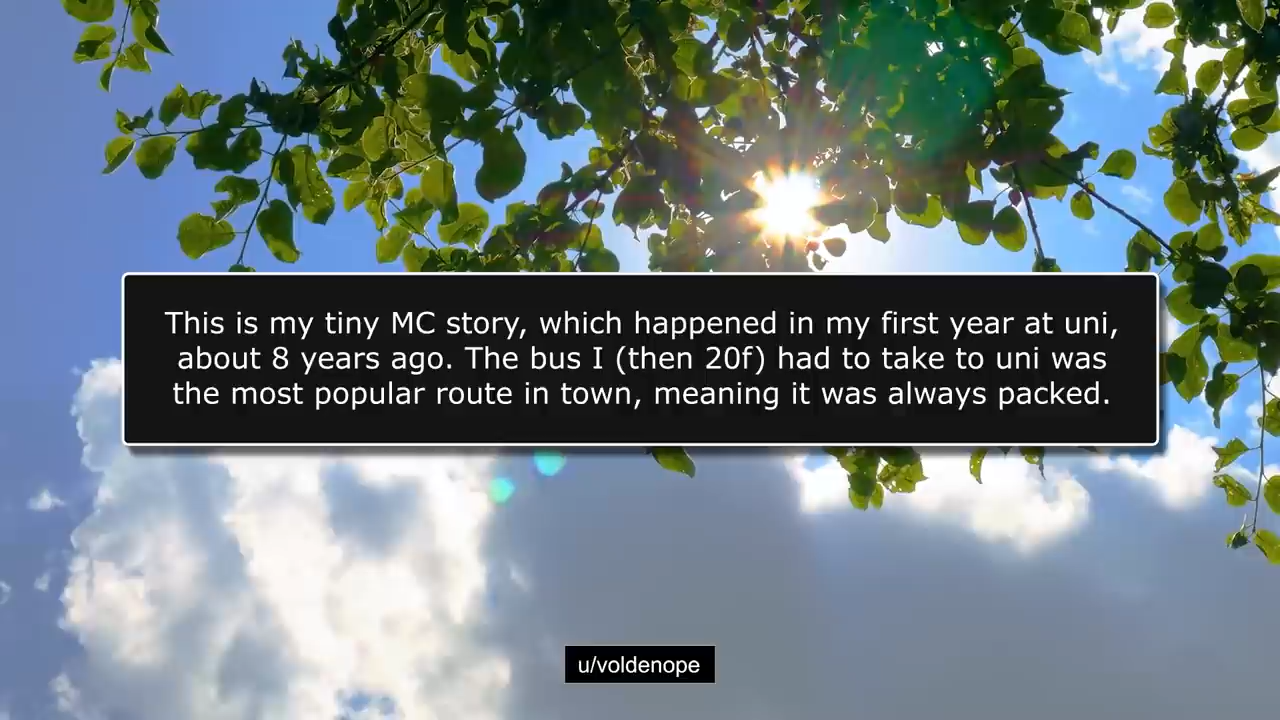 This is my tiny MC story, which happened in my first year at uni,
about 8 years ago. The bus I (then 20f) had to take to uni was
the most popular route in town, meaning it was always packed.
u/voldenope